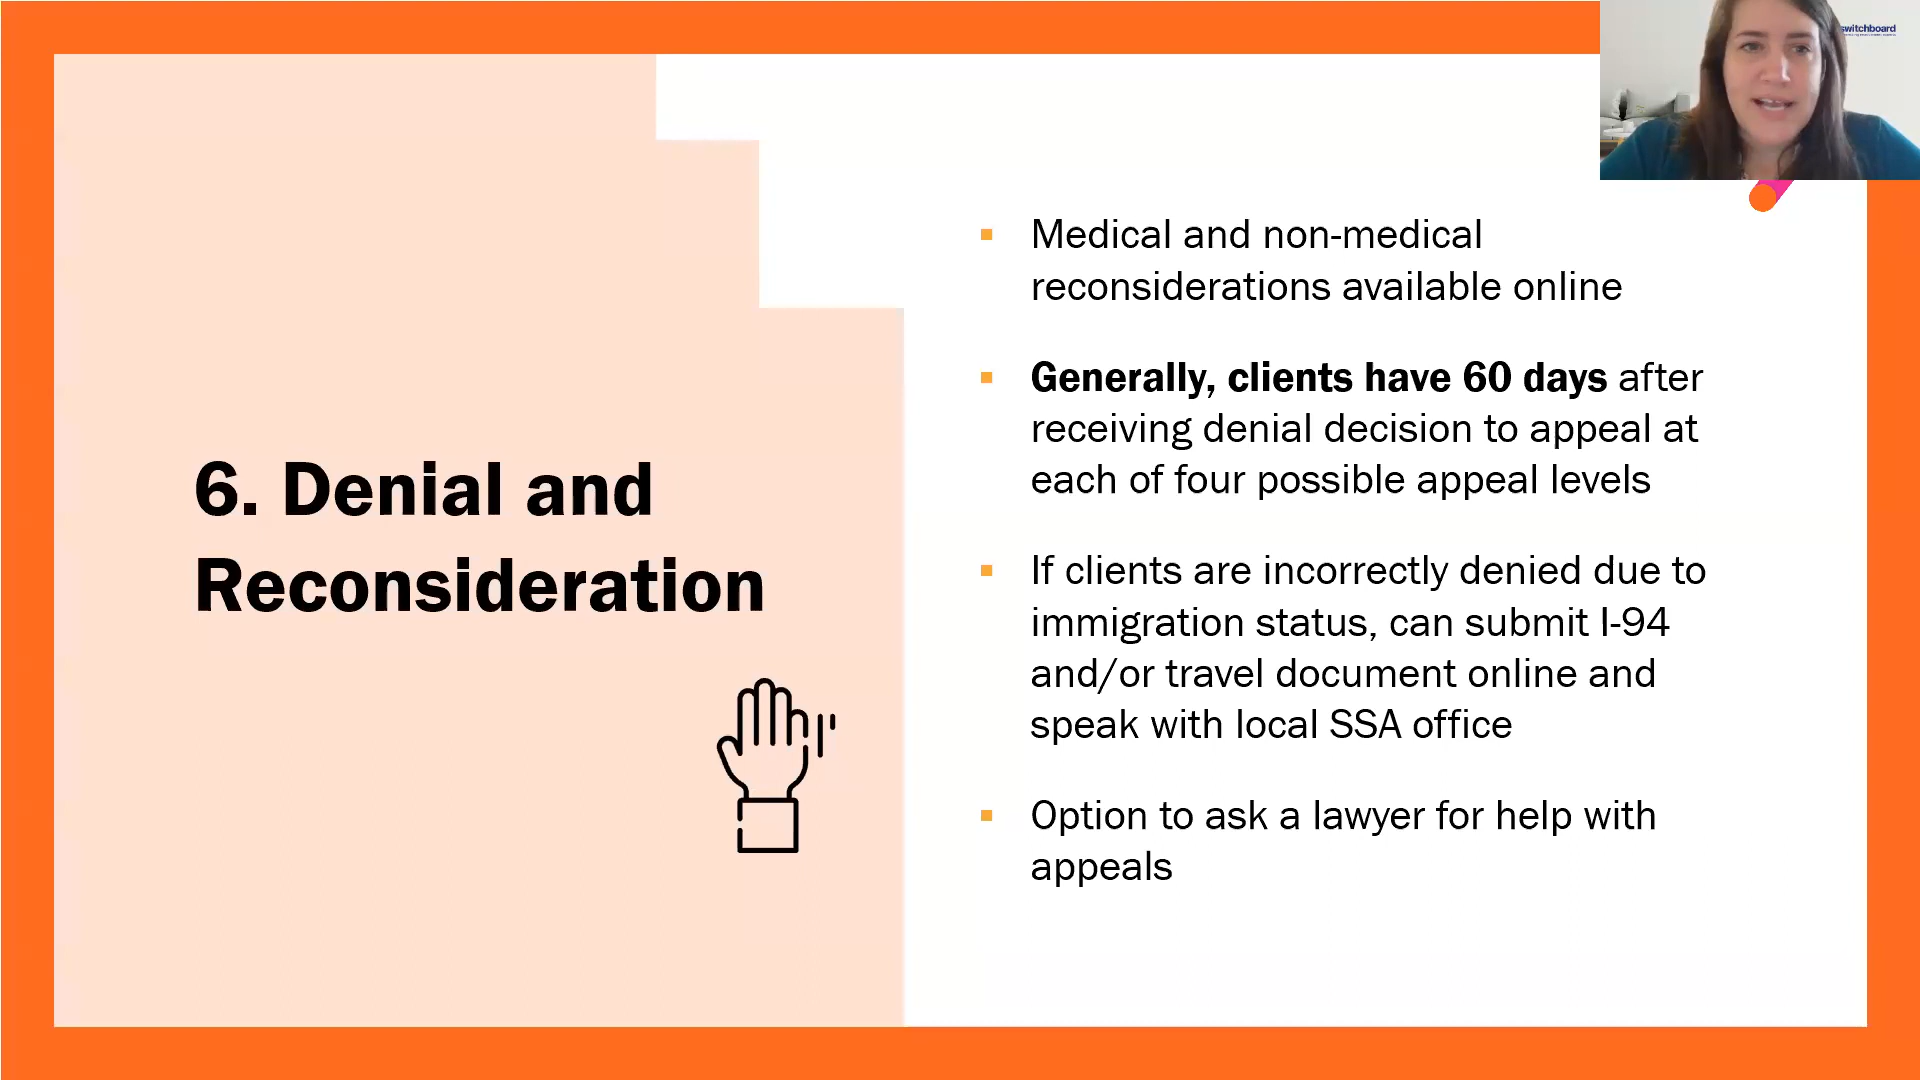 switchboard
6. Denial and
Reconsideration
Medical and non-medical
reconsiderations available online
Generally, clients have 60 days after
receiving denial decision to appeal at
each of four possible appeal levels
If clients are incorrectly denied due to
immigration status, can submit I-94
and/or travel document online and
speak with local SSA office
Option to ask a lawyer for help with
appeals